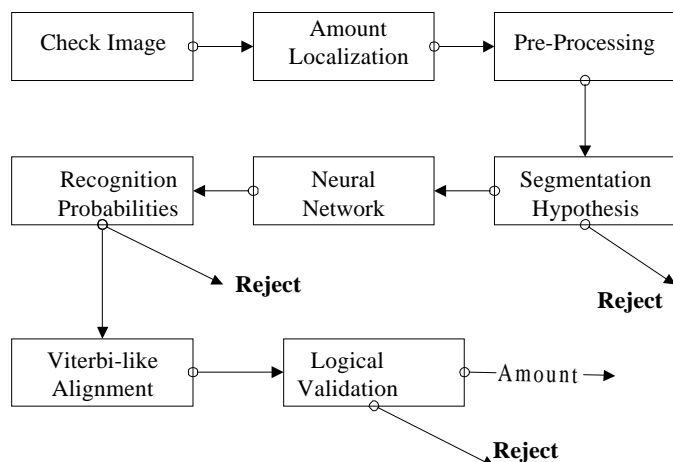 Check Image
Amount
Localization
Pre-Processing
Recognition
Probabilities
Neural
Network
Segmentation
Hypothesis
Reject
Reject
Viterbi-like
Alignment
Logical
Validation
Amount
Reject